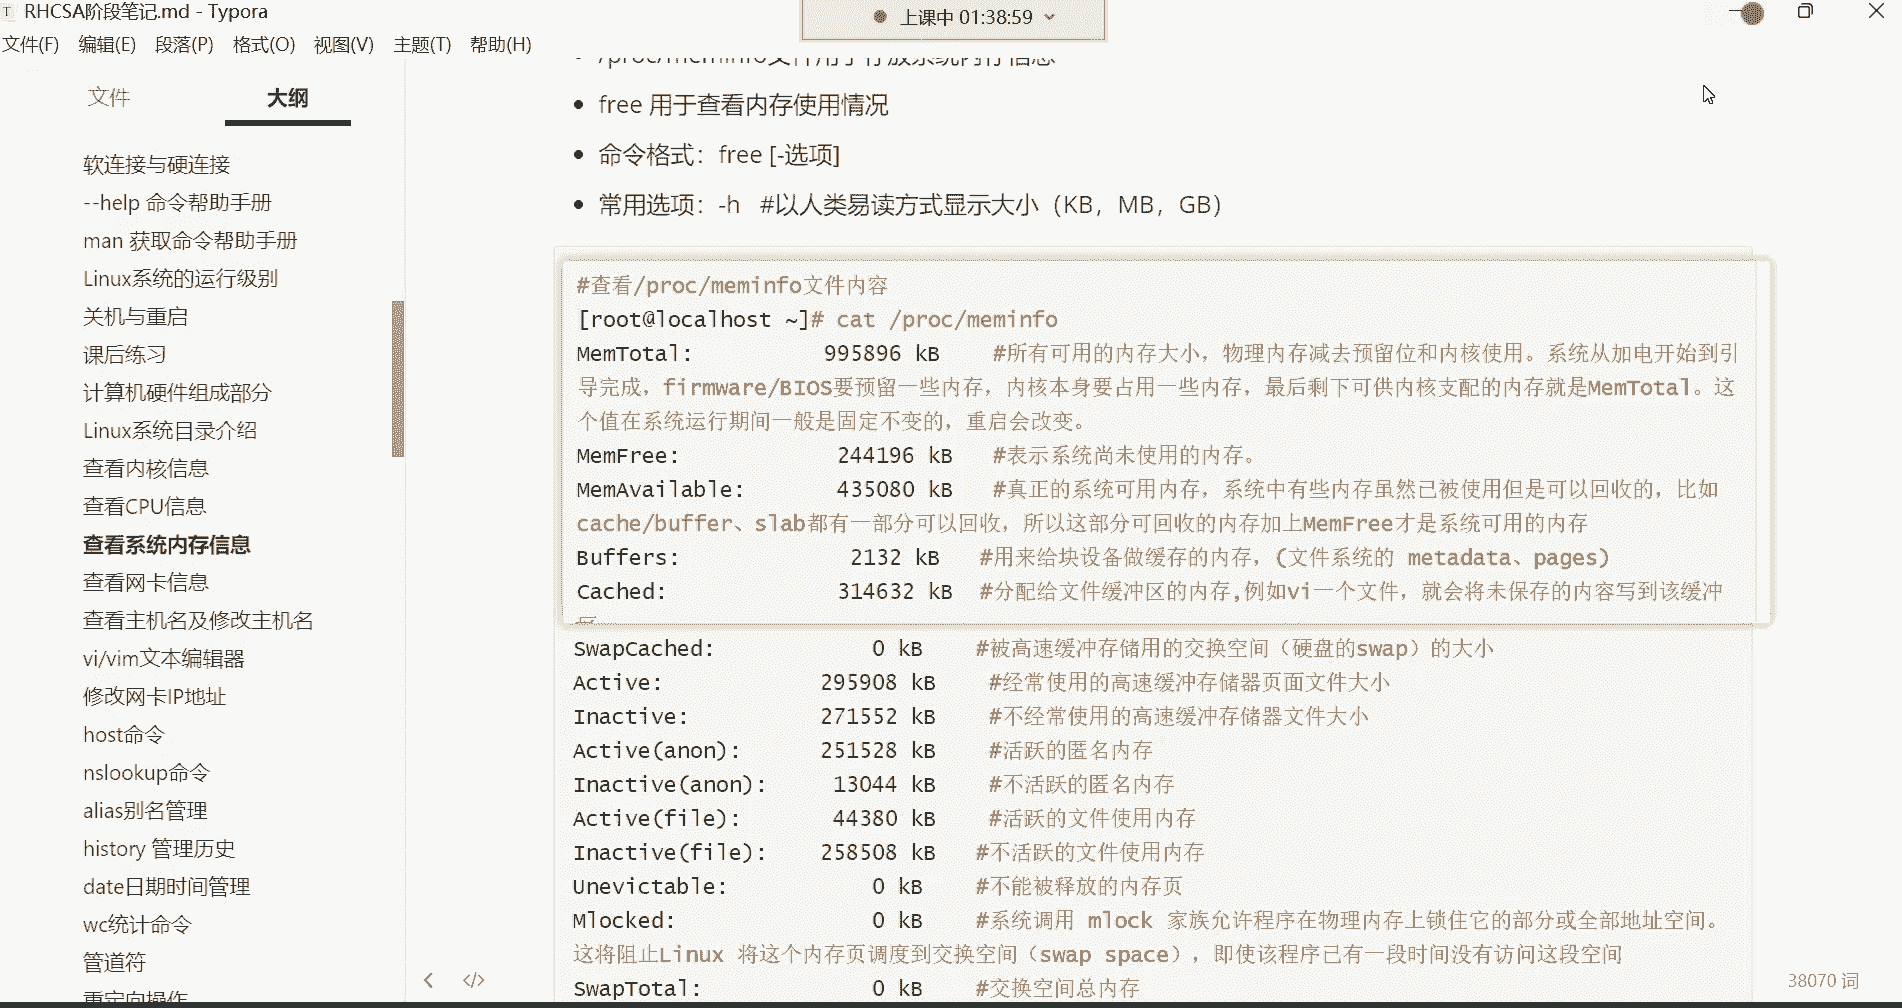 RHCSA阶段笔记.md - Typora
上课中 01:38:59
文件(F) 编辑(E) 段落(P) 格式(O) 视图(V) 主题(T) 帮助(H)
文件 大纲
软连接与硬连接
--help 命令帮助手册
man 获取命令帮助手册
Linux系统的运行级别
关机与重启
课后练习
计算机硬件组成部分
Linux系统目录介绍
查看内核信息
查看CPU信息
查看系统内存信息
查看网卡信息
查看主机名及修改主机名
vi/vim文本编辑器
修改网卡IP地址
host命令
nslookup命令
alias别名管理
history 管理历史
date日期时间管理
wc统计命令
管道符
重定向操作
/proc/meminfo文件用于存放系统内存信息
free 用于查看内存使用情况
命令格式：free [-选项]
常用选项：-h #以人类易读方式显示大小（KB，MB，GB）
#查看/proc/meminfo文件内容
[root@localhost ~]# cat /proc/meminfo
MemTotal: 995896 kB #所有可用的内存大小，物理内存减去预留位和内核使用。系统从加电开始到引
导完成，firmware/BIOS要预留一些内存，内核本身要占用一些内存，最后剩下可供内核支配的内存就是MemTotal。这
个值在系统运行期间一般是固定不变的，重启会改变。
MemFree: 244196 kB #表示系统尚未使用的内存。
MemAvailable: 435080 kB #真正的系统可用内存，系统中有些内存虽然已被使用但是可以回收的，比如
cache/buffer、slab都有一部分可以回收，所以这部分可回收的内存加上MemFree才是系统可用的内存
Buffers: 2132 kB #用来给块设备做缓存的内存，(文件系统的 metadata、pages)
Cached: 314632 kB #分配给文件缓冲区的内存,例如vi一个文件，就会将未保存的内容写到该缓冲
SwapCached: 0 kB #被高速缓冲存储用的交换空间（硬盘的swap）的大小
Active: 295908 kB #经常使用的高速缓冲存储器页面文件大小
Inactive: 271552 kB #不经常使用的高速缓冲存储器文件大小
Active(anon): 251528 kB #活跃的匿名内存
Inactive(anon): 13044 kB #不活跃的匿名内存
Active(file): 44380 kB #活跃的文件使用内存
Inactive(file): 258508 kB #不活跃的文件使用内存
Unevictable: 0 kB #不能被释放的内存页
Mlocked: 0 kB #系统调用 mlock 家族允许程序在物理内存上锁住它的部分或全部地址空间。
这将阻止Linux 将这个内存页调度到交换空间（swap space），即使该程序已有一段时间没有访问这段空间
SwapTotal: 0 kB #交换空间总内存
38070 词